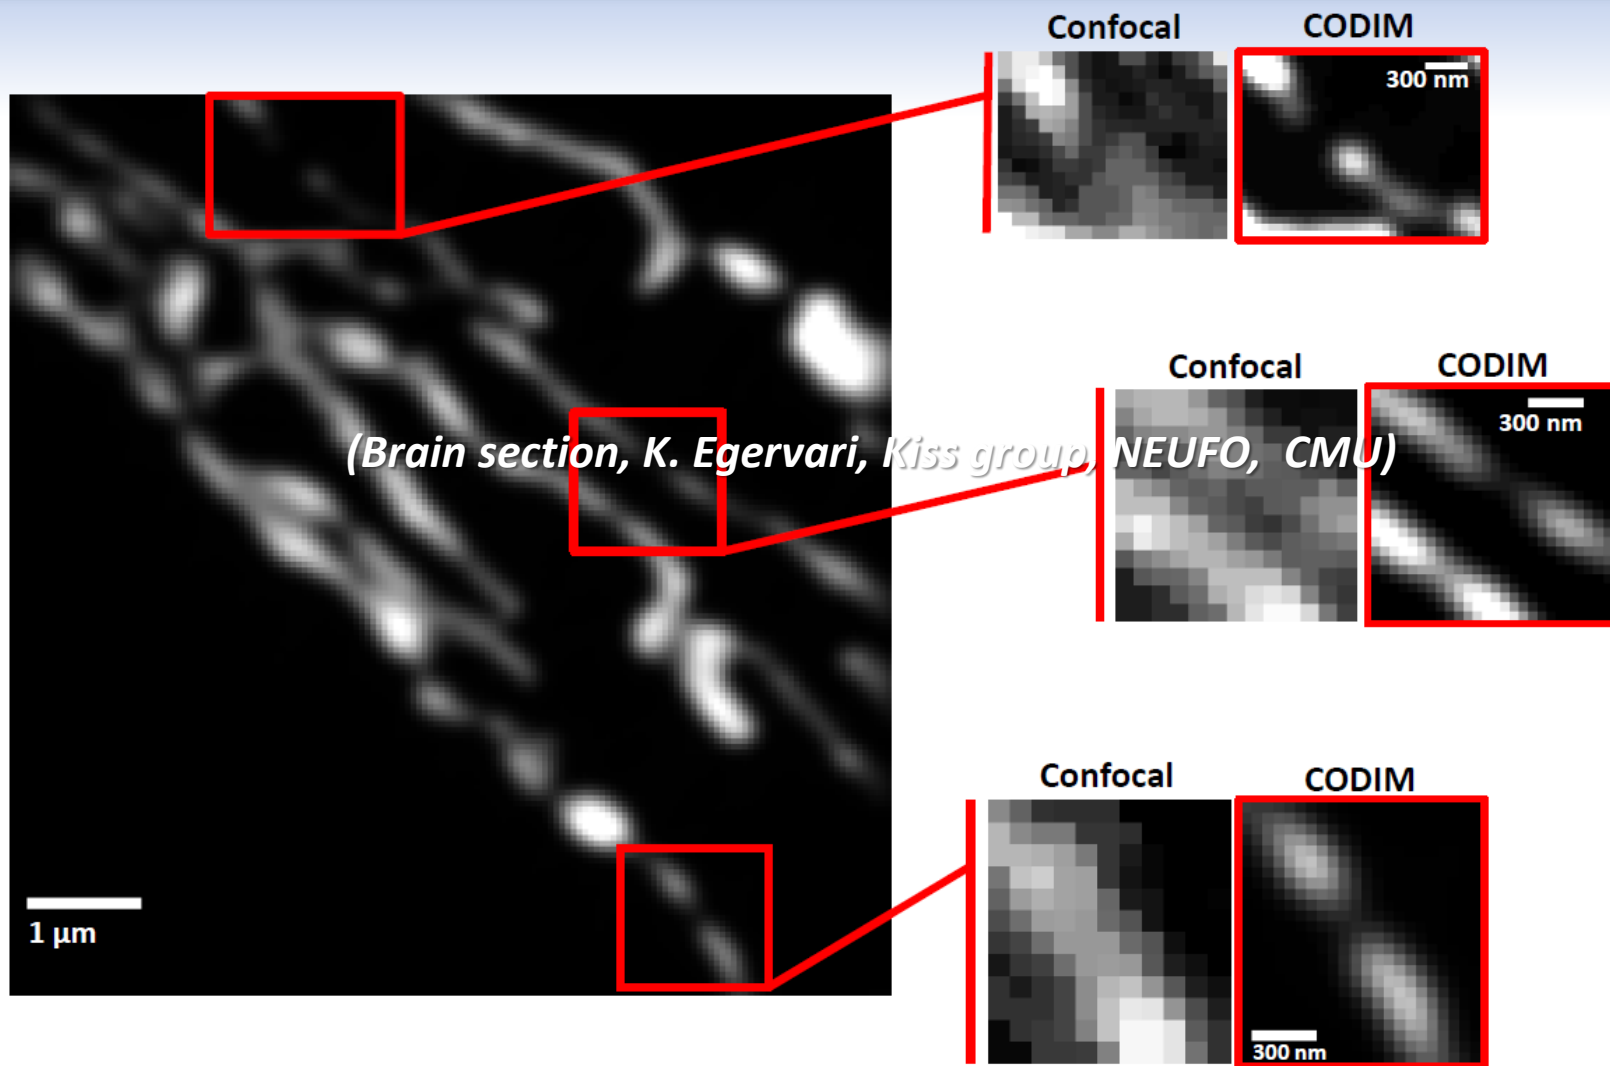 Confocal
CODIM
300 nm
Confocal
CODIM
300 nm
(Brain section, K. Egervari, Kiss group, NEUFO, CMU)
Confocal
CODIM
1 µm
300 nm